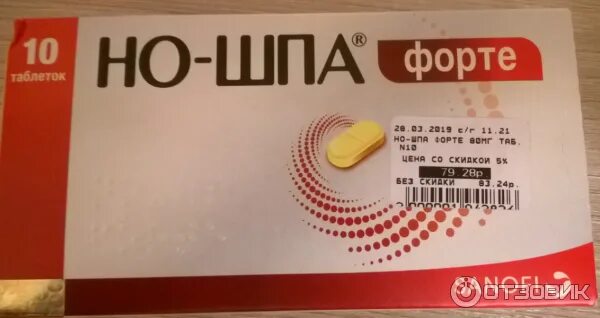 10
таблеток
НО-ШПА®
форте
28.03.2019 с/г 11.21
НО-ШПА ФОРТЕ 80МГ ТАБ.
N10
ЦЕНА СО СКИДКОЙ 5%
79 28р
БЕЗ СКИДКИ 83.24р.
SANOFI
ОТЗОВИК